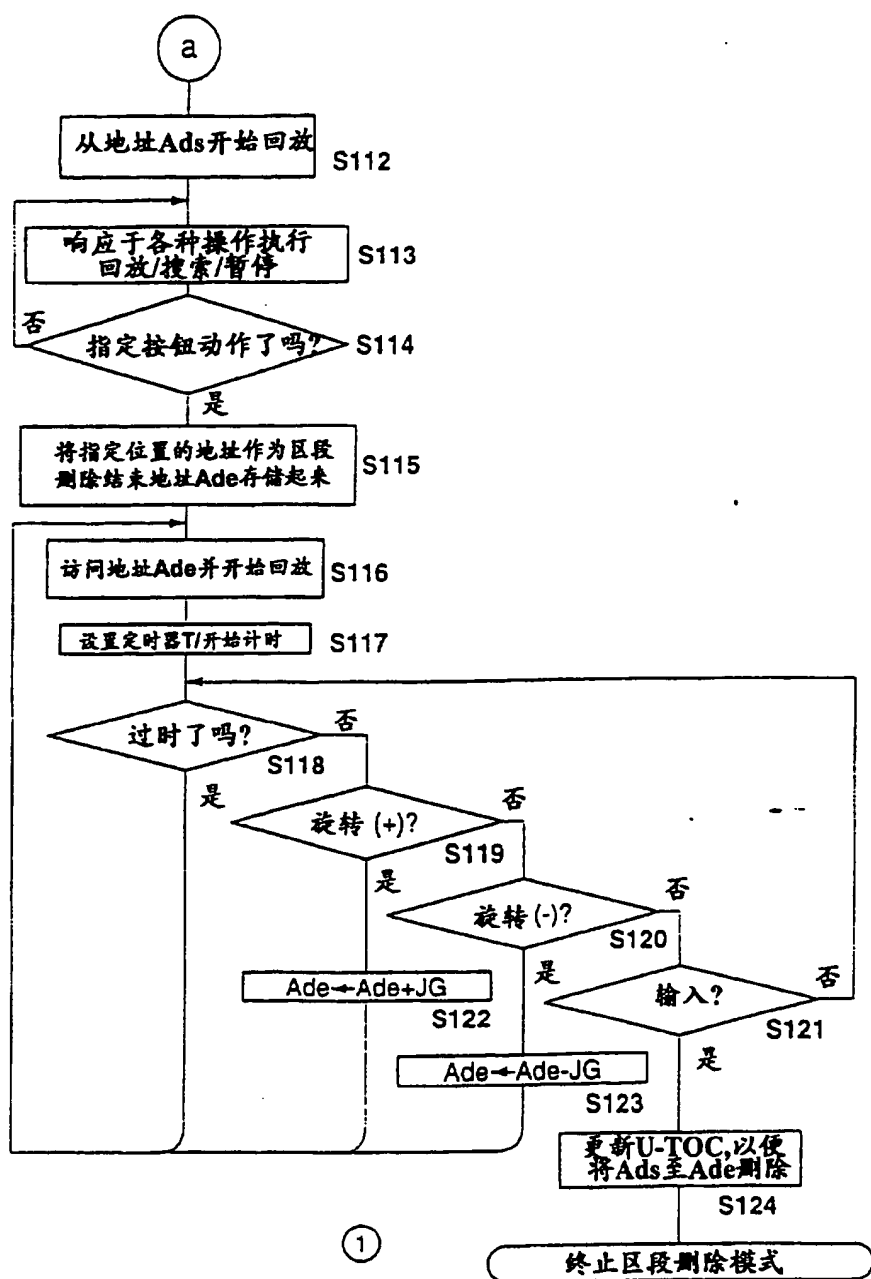 a
从地址Ads开始回放
S112
响应于各种操作执行
回放/搜索/暂停
S113
否
指定按钮动作了吗?
S114
是
将指定位置的地址作为区段
删除结束地址Ade存储起来
S115
访问地址Ade并开始回放
S116
设置定时器T/开始计时
S117
过时了吗?
否
S118
是
旋转(+)?
否
S119
是
旋转(-)?
否
S120
是
输入?
否
S121
是
Ade←Ade+JG
S122
Ade←Ade-JG
S123
更新U-TOC,以便
将Ads至Ade删除
S124
1
终止区段删除模式